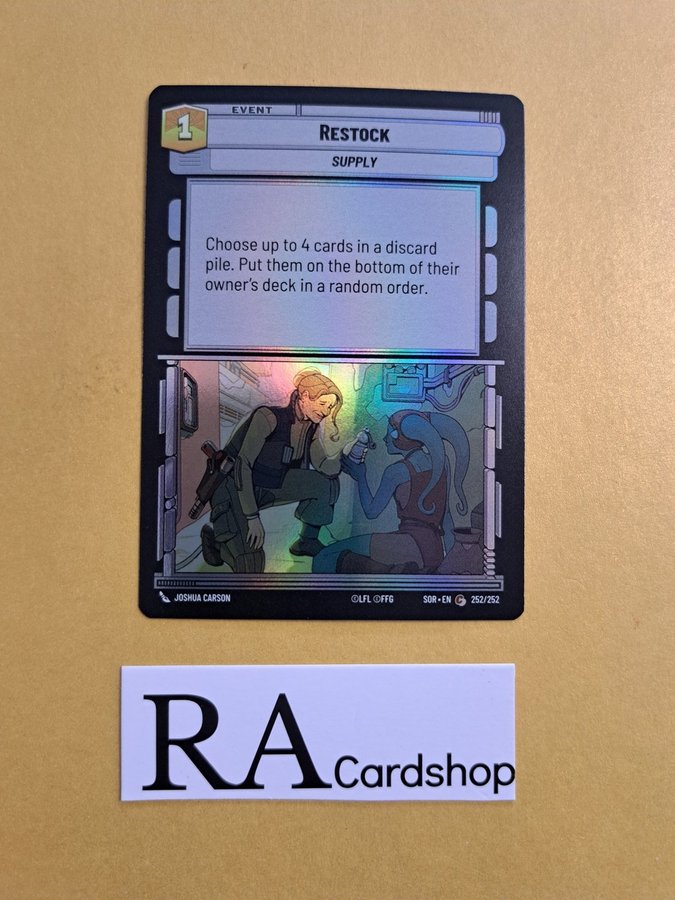 EVENT
1
RESTOCK
SUPPLY
Choose up to 4 cards in a discard
pile. Put them on the bottom of their
owner's deck in a random order.
JOSHUA CARSON ©LFL ©FFG SOR • EN C 252/252
RA Cardshop